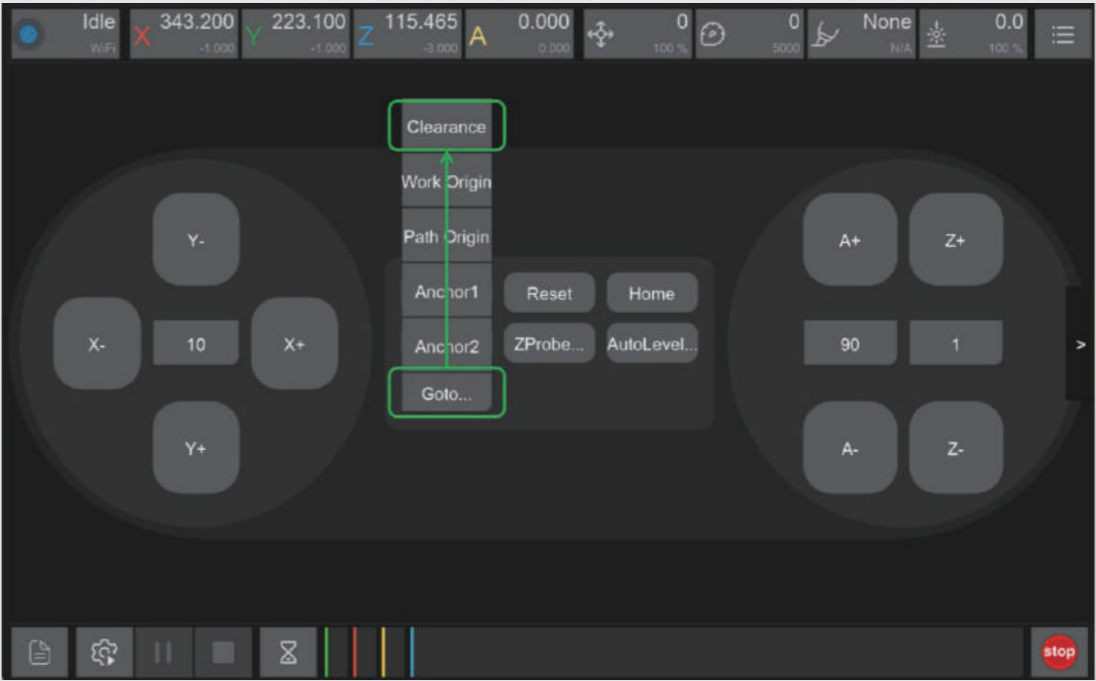 Idle
WiFi
X 343.200
-1.000
Y 223.100
-1.000
Z 115.465
-3.000
A 0.000
0.000
0
100 %
0
5000
None
N/A
0.0
100 %
Clearance
Work Origin
Path Origin
Anchor1
Anchor2
Goto...
Reset
Home
ZProbe...
AutoLevel...
Y-
X-
10
X+
Y+
A+
Z+
90
1
>
A-
Z-
stop